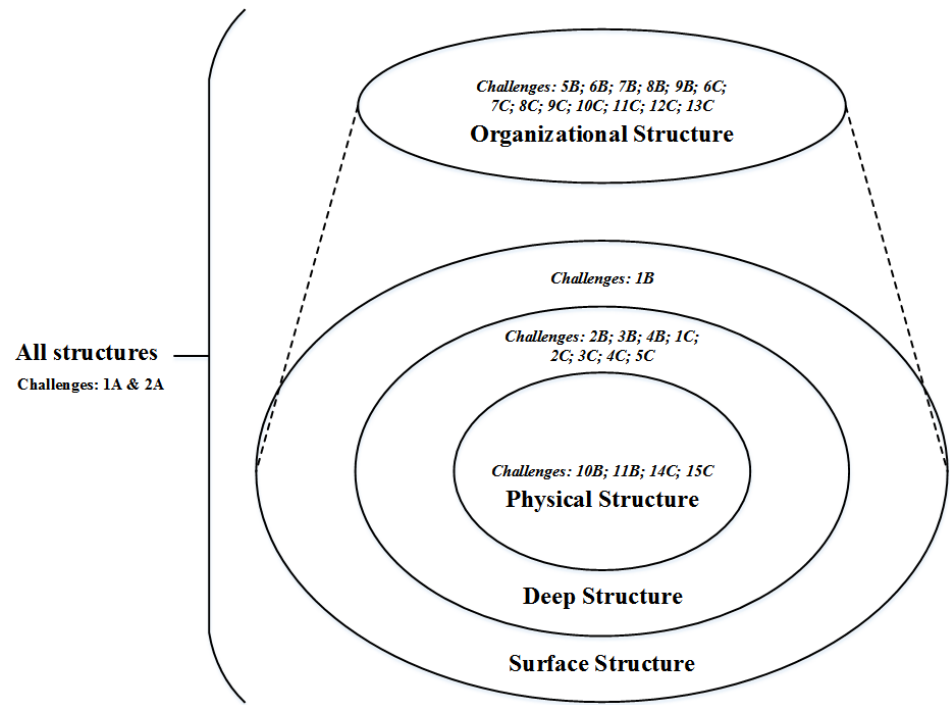 Challenges: 5B; 6B; 7B; 8B; 9B; 6C;
7C; 8C; 9C; 10C; 11C; 12C; 13C
Organizational Structure
Challenges: 1B
Challenges: 2B; 3B; 4B; 1C;
2C; 3C; 4C; 5C
All structures
Challenges: 1A & 2A
Challenges: 10B; 11B; 14C; 15C
Physical Structure
Deep Structure
Surface Structure